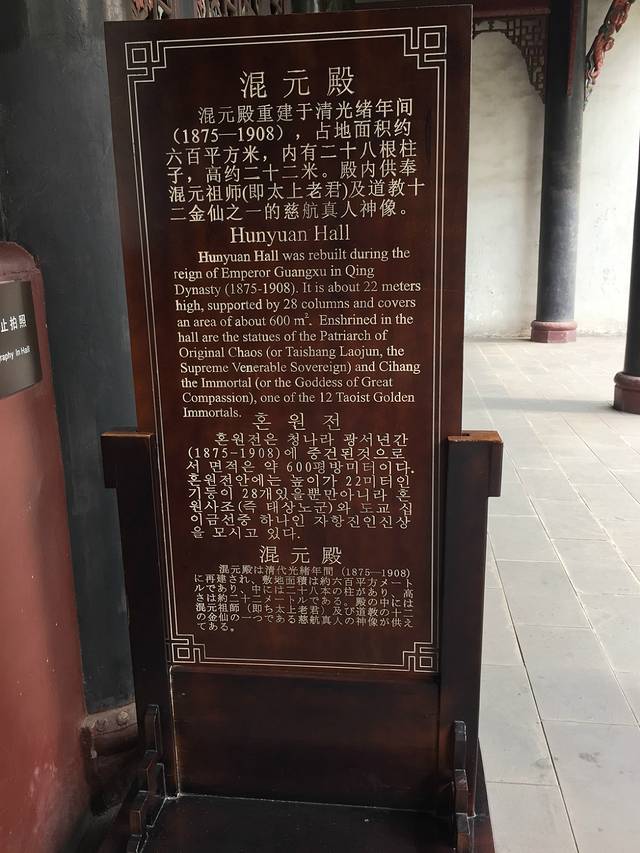 混元殿
混元殿重建于清光绪年间
（1875—1908），占地面积约
六百平方米，内有二十八根柱
子，高约二十二米。殿内供奉
混元祖师(即太上老君)及道教十
二金仙之一的慈航真人神像。
Hunyuan Hall
Hunyuan Hall was rebuilt during the
reign of Emperor Guangxu in Qing
Dynasty (1875-1908). It is about 22 meters
high, supported by 28 columns and covers
an area of about 600 m². Enshrined in the
hall are the statues of the Patriarch of
Original Chaos (or Taishang Laojun, the
Supreme Venerable Sovereign) and Cihang
the Immortal (or the Goddess of Great
Compassion), one of the 12 Taoist Golden
Immortals.
혼원전
혼원전은 청나라 광서년간
(1875-1908)에 중건된것으로
서 면적은 약 600평방미터이다.
혼원전안에는 높이가 22미터인
기둥이 28개있을뿐만아니라 혼
원사조(즉 태상노군)와 도교 십
이금선중 하나인 자항진인신상
을 모시고 있다.
混元殿
混元殿は清代光緒年間（1875—1908）
に再建され、敷地面積は約六百平方メート
ルであり、中には二十八本の柱があり、高
さは約二十二メートルである。殿の中には
混元祖師（即ち太上老君）及び道教の十二
の金仙の一つである慈航真人の神像が供え
てある。
止拍照
graphy In Hall